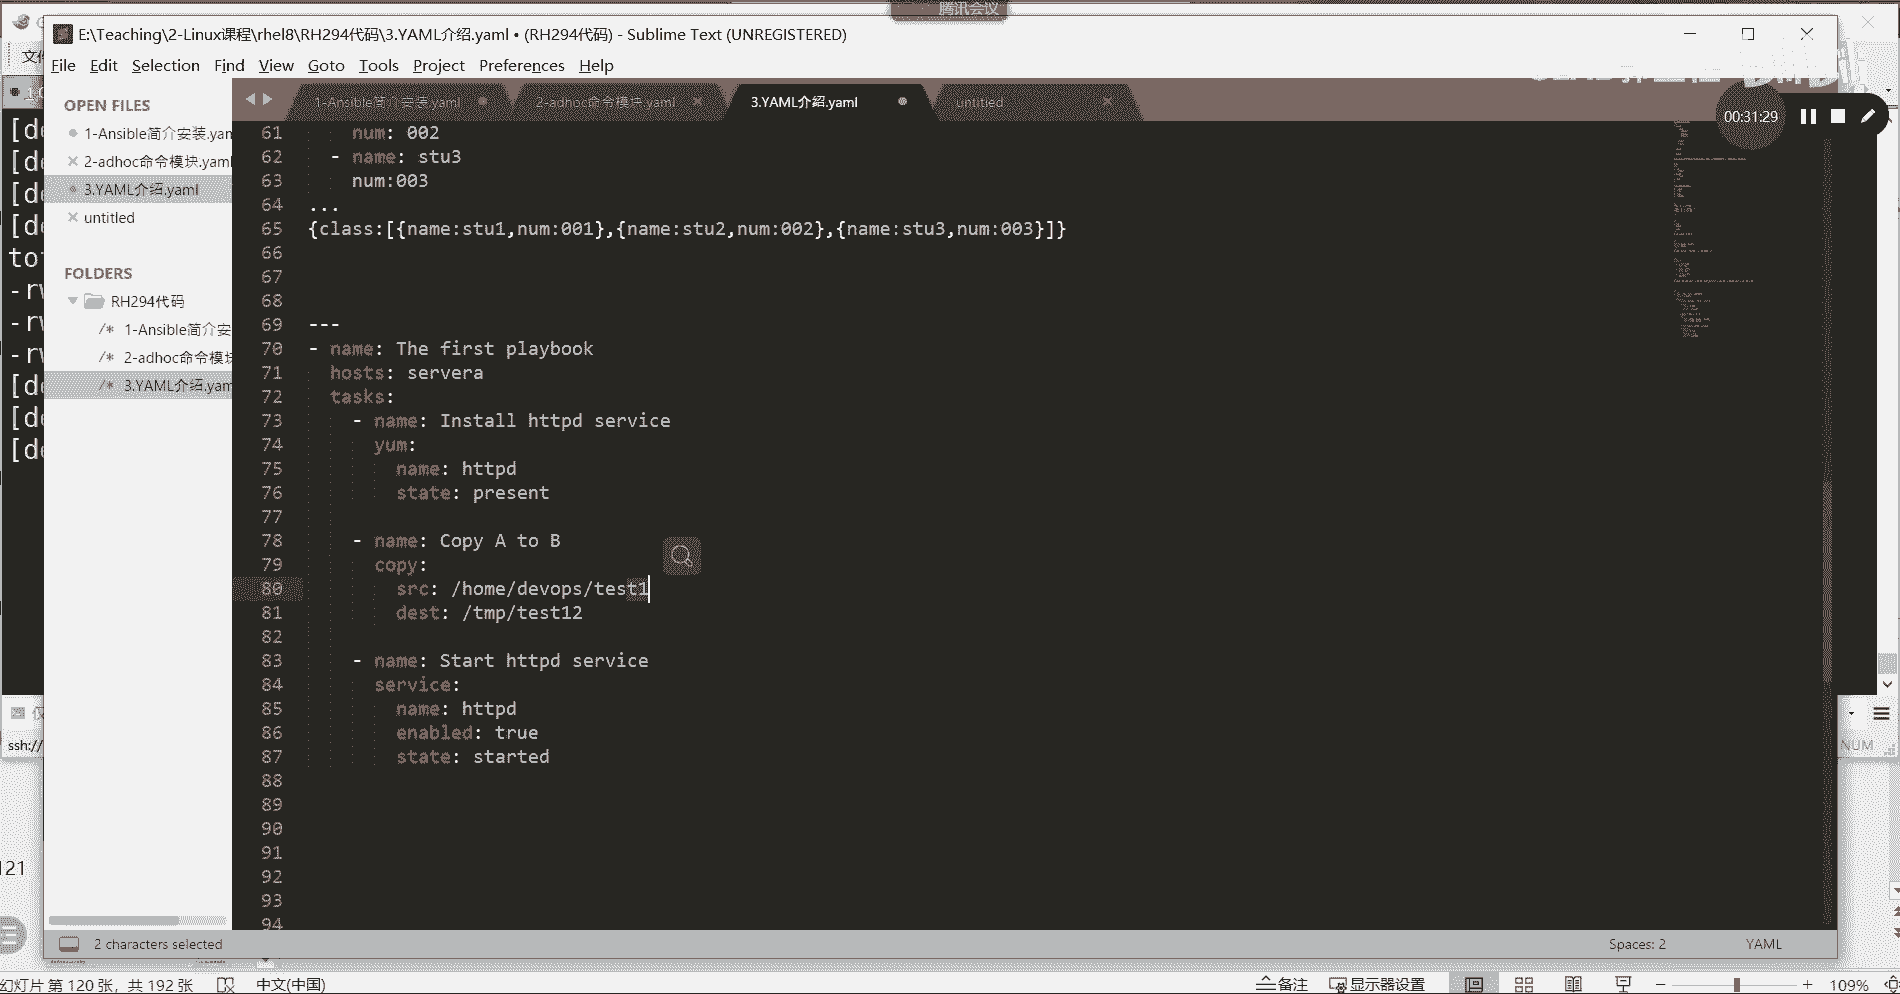 腾讯会议
E:\Teaching\2-Linux课程\rhel8\RH294代码\3.YAML介绍.yaml • (RH294代码) - Sublime Text (UNREGISTERED)
File Edit Selection Find View Goto Tools Project Preferences Help
OPEN FILES
1-Ansible简介安装.yam
2-adhoc命令模块.yaml
3.YAML介绍.yaml
untitled
FOLDERS
RH294代码
/* 1-Ansible简介安
/* 2-adhoc命令模块
/* 3.YAML介绍.yam
1-Ansible简介安装.yaml 2-adhoc命令模块.yaml × 3.YAML介绍.yaml untitled ×
00:31:29
61 num: 002
62 - name: stu3
63 num:003
64 ...
65 {class:[{name:stu1,num:001},{name:stu2,num:002},{name:stu3,num:003}]}
66
67
68
69 ---
70 - name: The first playbook
71 hosts: servera
72 tasks:
73 - name: Install httpd service
74 yum:
75 name: httpd
76 state: present
77
78 - name: Copy A to B
79 copy:
80 src: /home/devops/test1
81 dest: /tmp/test12
82
83 - name: Start httpd service
84 service:
85 name: httpd
86 enabled: true
87 state: started
88
89
90
91
92
93
94
[de
[de
[de
[de
tot
-rw
-rw
-rw
[de
[de
[de
ssh://
NUM
121
2 characters selected Spaces: 2 YAML
幻灯片 第 120 张，共 192 张 中文(中国) 备注 显示器设置 109%